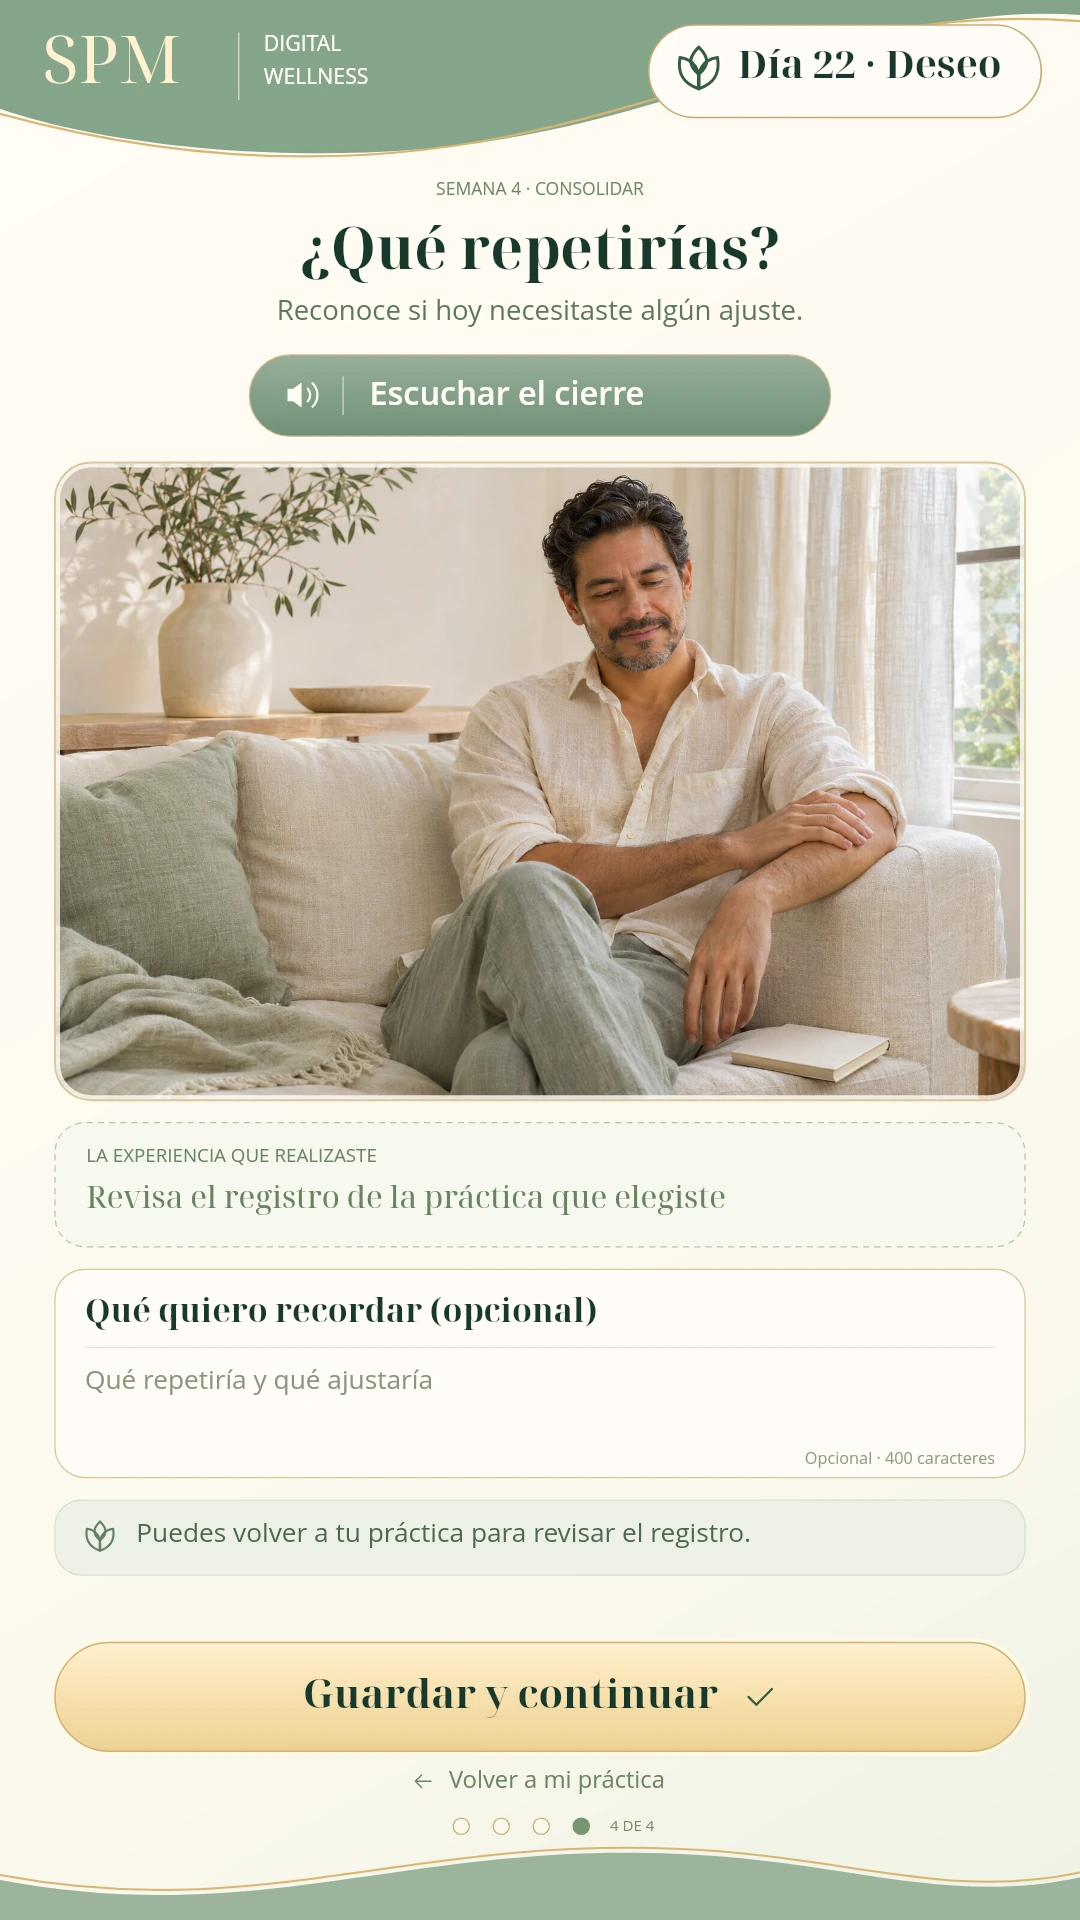 SPM
DIGITAL
WELLNESS
Día 22 · Deseo
SEMANA 4 · CONSOLIDAR
¿Qué repetirías?
Reconoce si hoy necesitaste algún ajuste.
Escuchar el cierre
LA EXPERIENCIA QUE REALIZASTE
Revisa el registro de la práctica que elegiste
Qué quiero recordar (opcional)
Qué repetiría y qué ajustaría
Opcional · 400 caracteres
Puedes volver a tu práctica para revisar el registro.
Guardar y continuar ✓
← Volver a mi práctica
4 DE 4